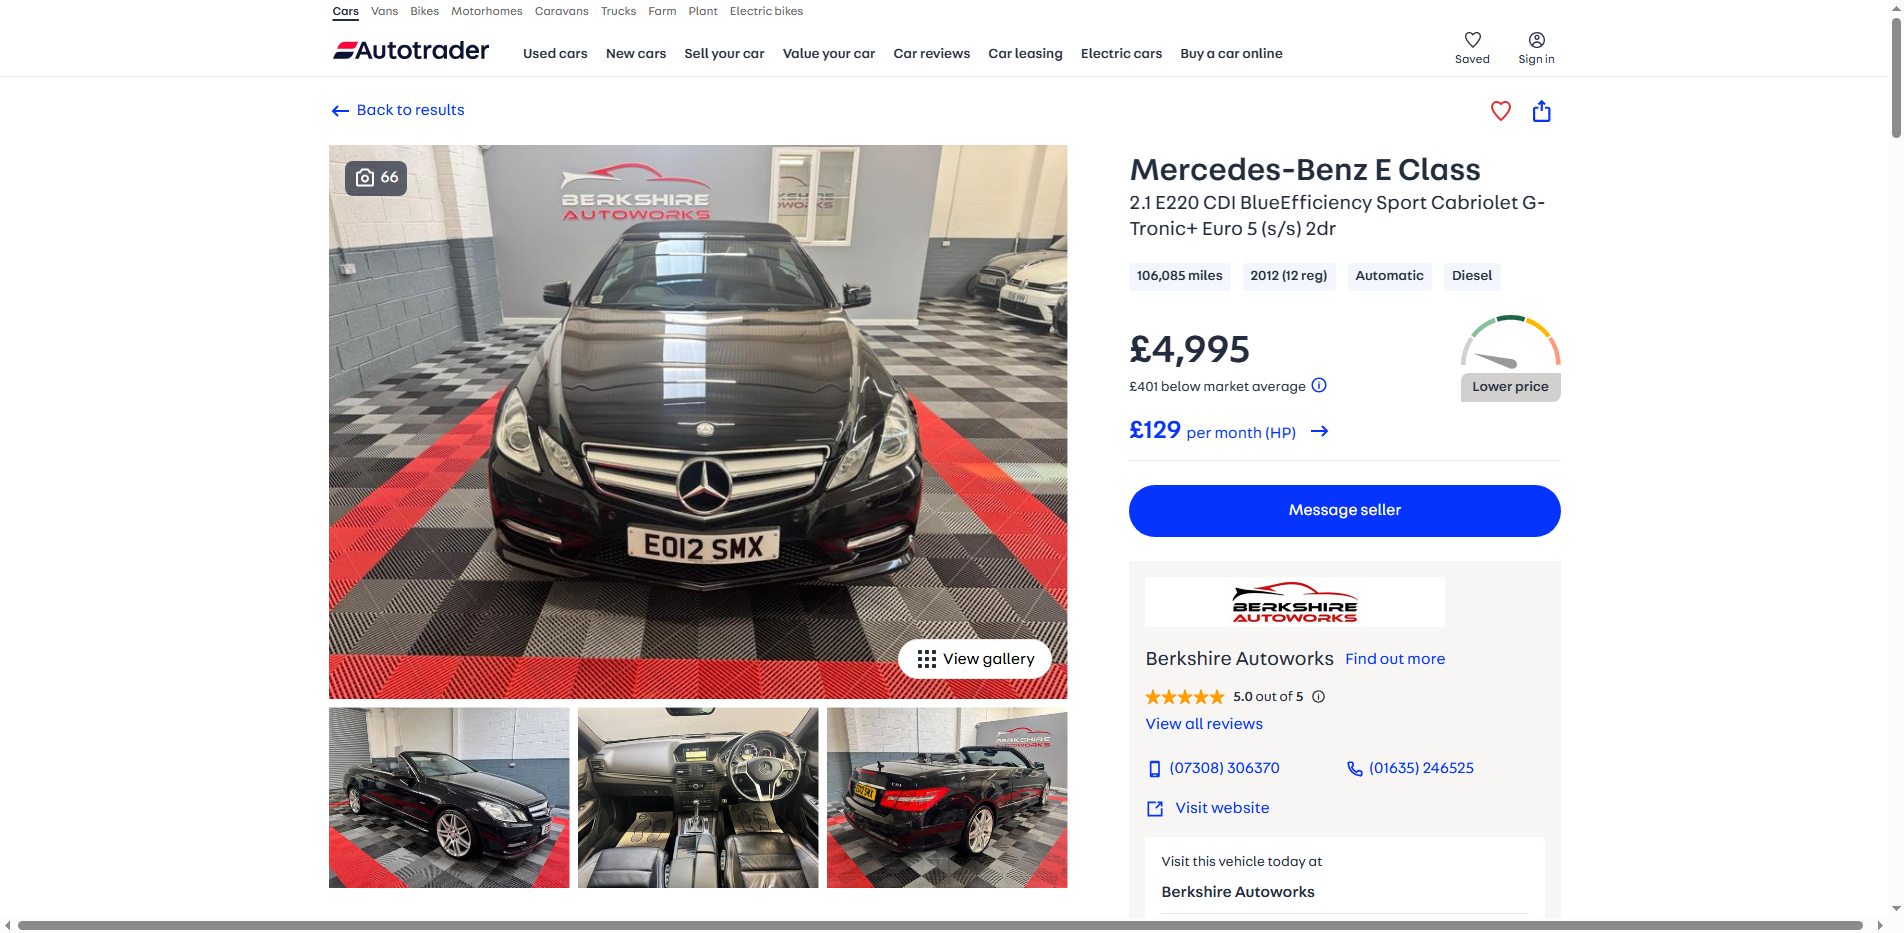 Cars Vans Bikes Motorhomes Caravans Trucks Farm Plant Electric bikes
Autotrader
Used cars New cars Sell your car Value your car Car reviews Car leasing Electric cars Buy a car online
Saved Sign in
Back to results
66
BERKSHIRE
AUTOWORKS
EO12 SMX
View gallery
Mercedes-Benz E Class
2.1 E220 CDI BlueEfficiency Sport Cabriolet G-
Tronic+ Euro 5 (s/s) 2dr
106,085 miles 2012 (12 reg) Automatic Diesel
£4,995
£401 below market average
Lower price
£129 per month (HP)
Message seller
BERKSHIRE
AUTOWORKS
Berkshire Autoworks Find out more
5.0 out of 5
View all reviews
(07308) 306370 (01635) 246525
Visit website
Visit this vehicle today at
Berkshire Autoworks